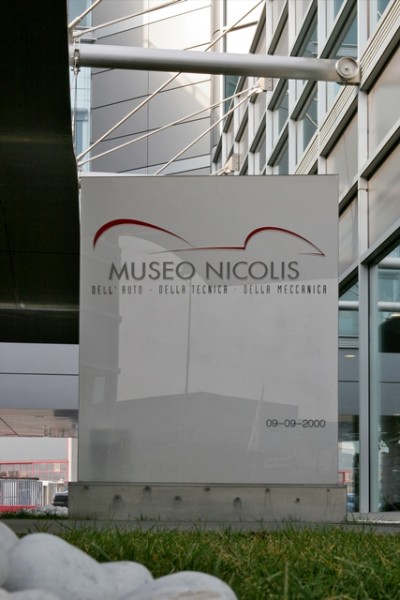 MUSEO NICOLIS
DELL'AUTO - DELLA TECNICA - DELLA MECCANICA
09-09-2000